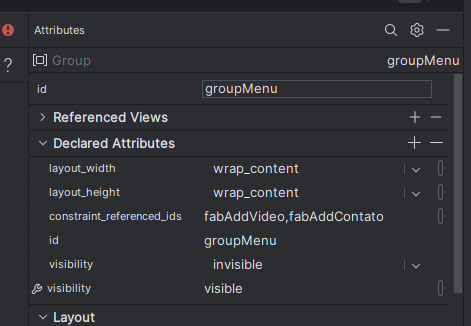 Attributes
Group groupMenu
id groupMenu
Referenced Views
Declared Attributes
layout_width wrap_content
layout_height wrap_content
constraint_referenced_ids fabAddVideo,fabAddContato
id groupMenu
visibility invisible
visibility visible
Layout